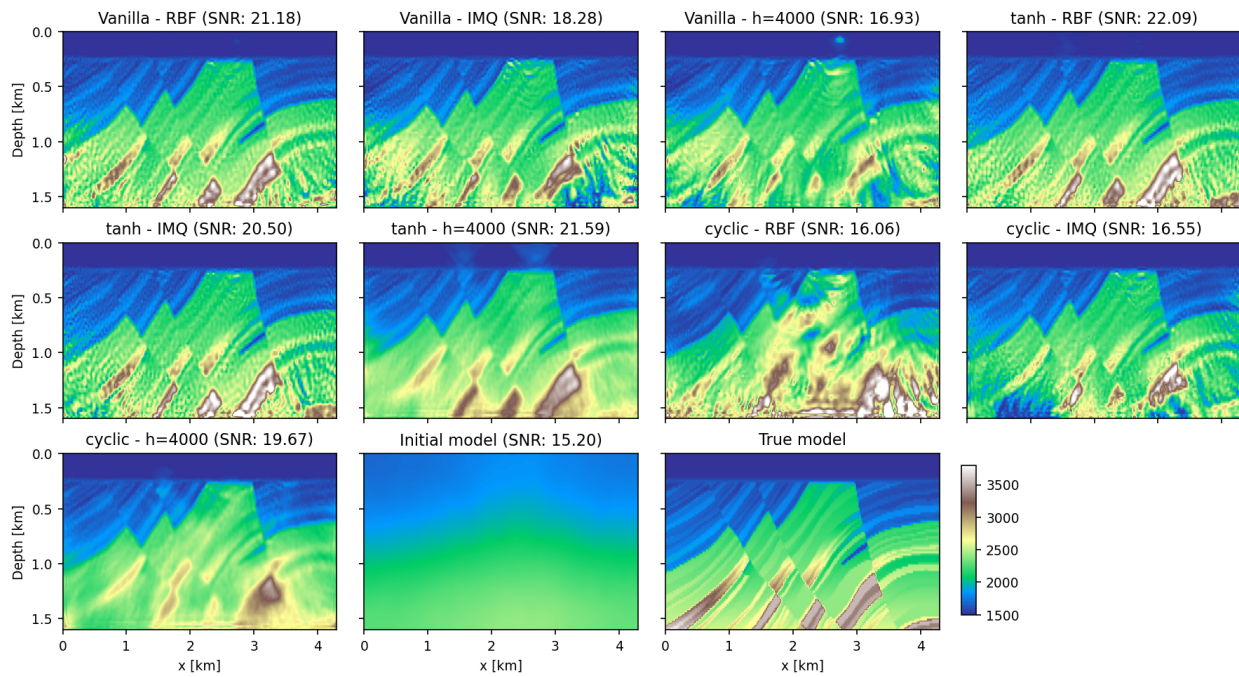 Vanilla - RBF (SNR: 21.18)
Vanilla - IMQ (SNR: 18.28)
Vanilla - h=4000 (SNR: 16.93)
tanh - RBF (SNR: 22.09)
0.0
0.5
1.0
1.5
Depth [km]
tanh - IMQ (SNR: 20.50)
tanh - h=4000 (SNR: 21.59)
cyclic - RBF (SNR: 16.06)
cyclic - IMQ (SNR: 16.55)
0.0
0.5
1.0
1.5
Depth [km]
cyclic - h=4000 (SNR: 19.67)
Initial model (SNR: 15.20)
True model
0.0
0.5
1.0
1.5
Depth [km]
3500
3000
2500
2000
1500
0 1 2 3 4
0 1 2 3 4
0 1 2 3 4
x [km]
x [km]
x [km]